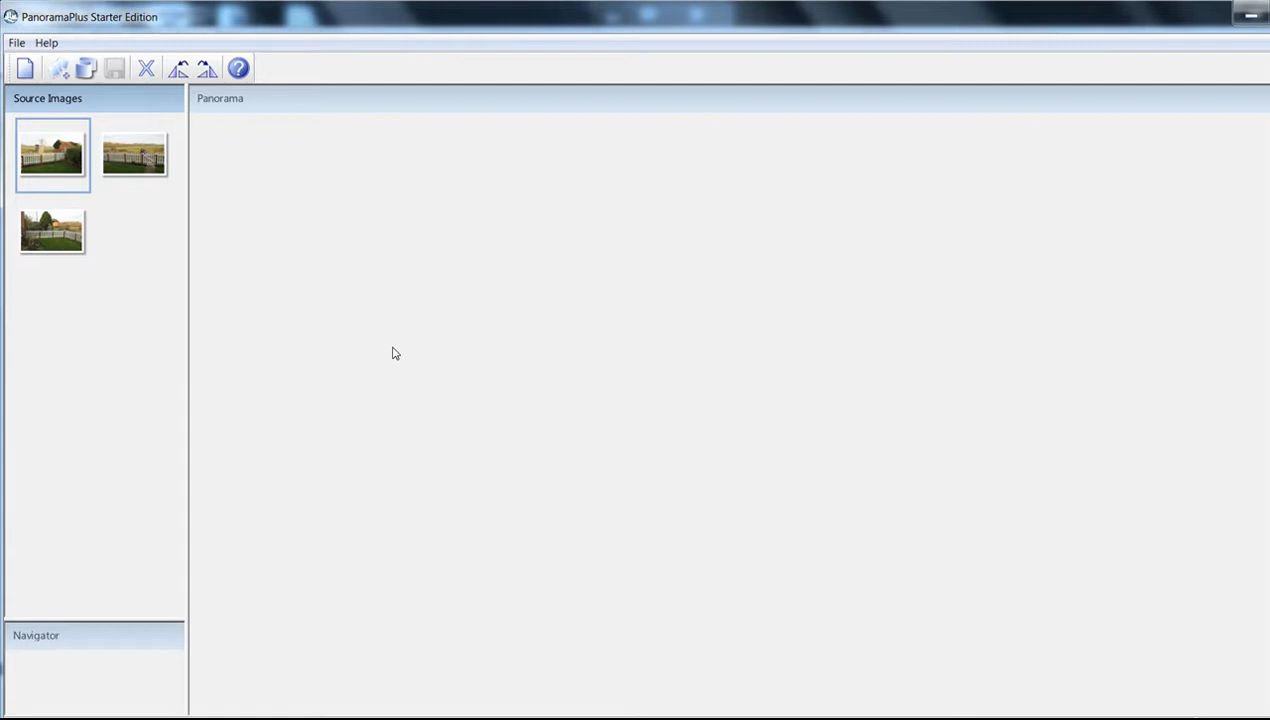 PanoramaPlus Starter Edition
File Help
Source Images
Panorama
Navigator